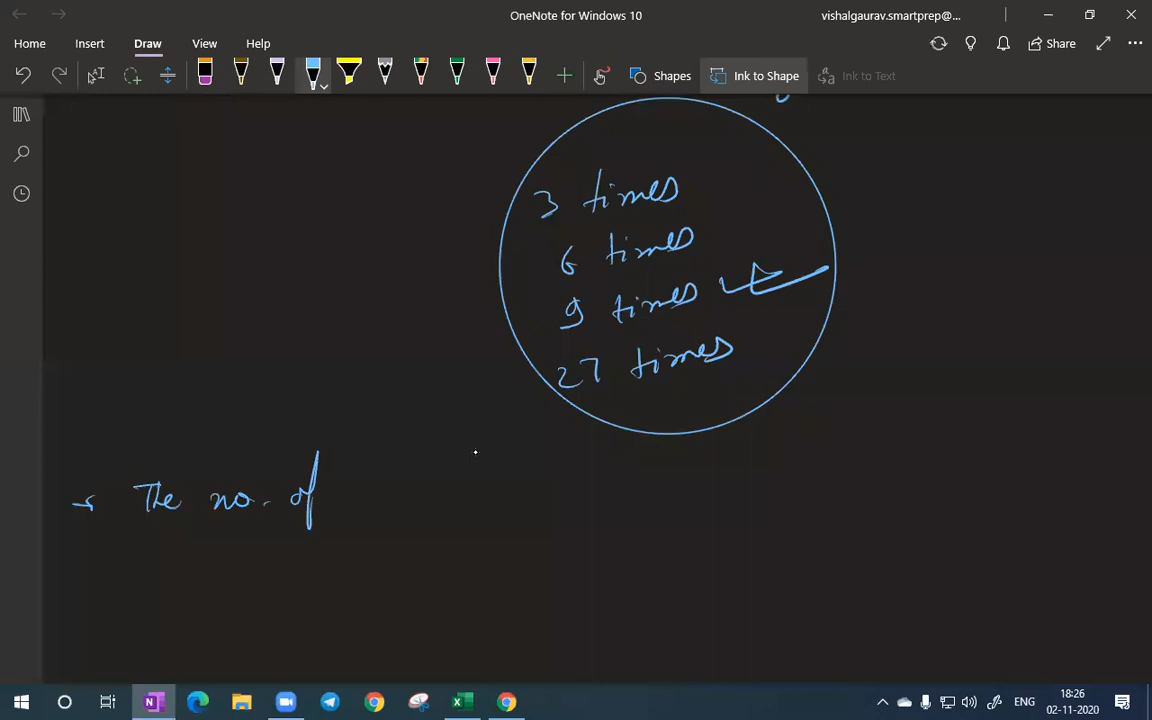 OneNote for Windows 10
vishalgaurav.smartprep@...
Home Insert Draw View Help
Share
Shapes
Ink to Shape
Ink to Text
3 times
6 times
9 times
27 times
The no. of
ENG
18:26
02-11-2020